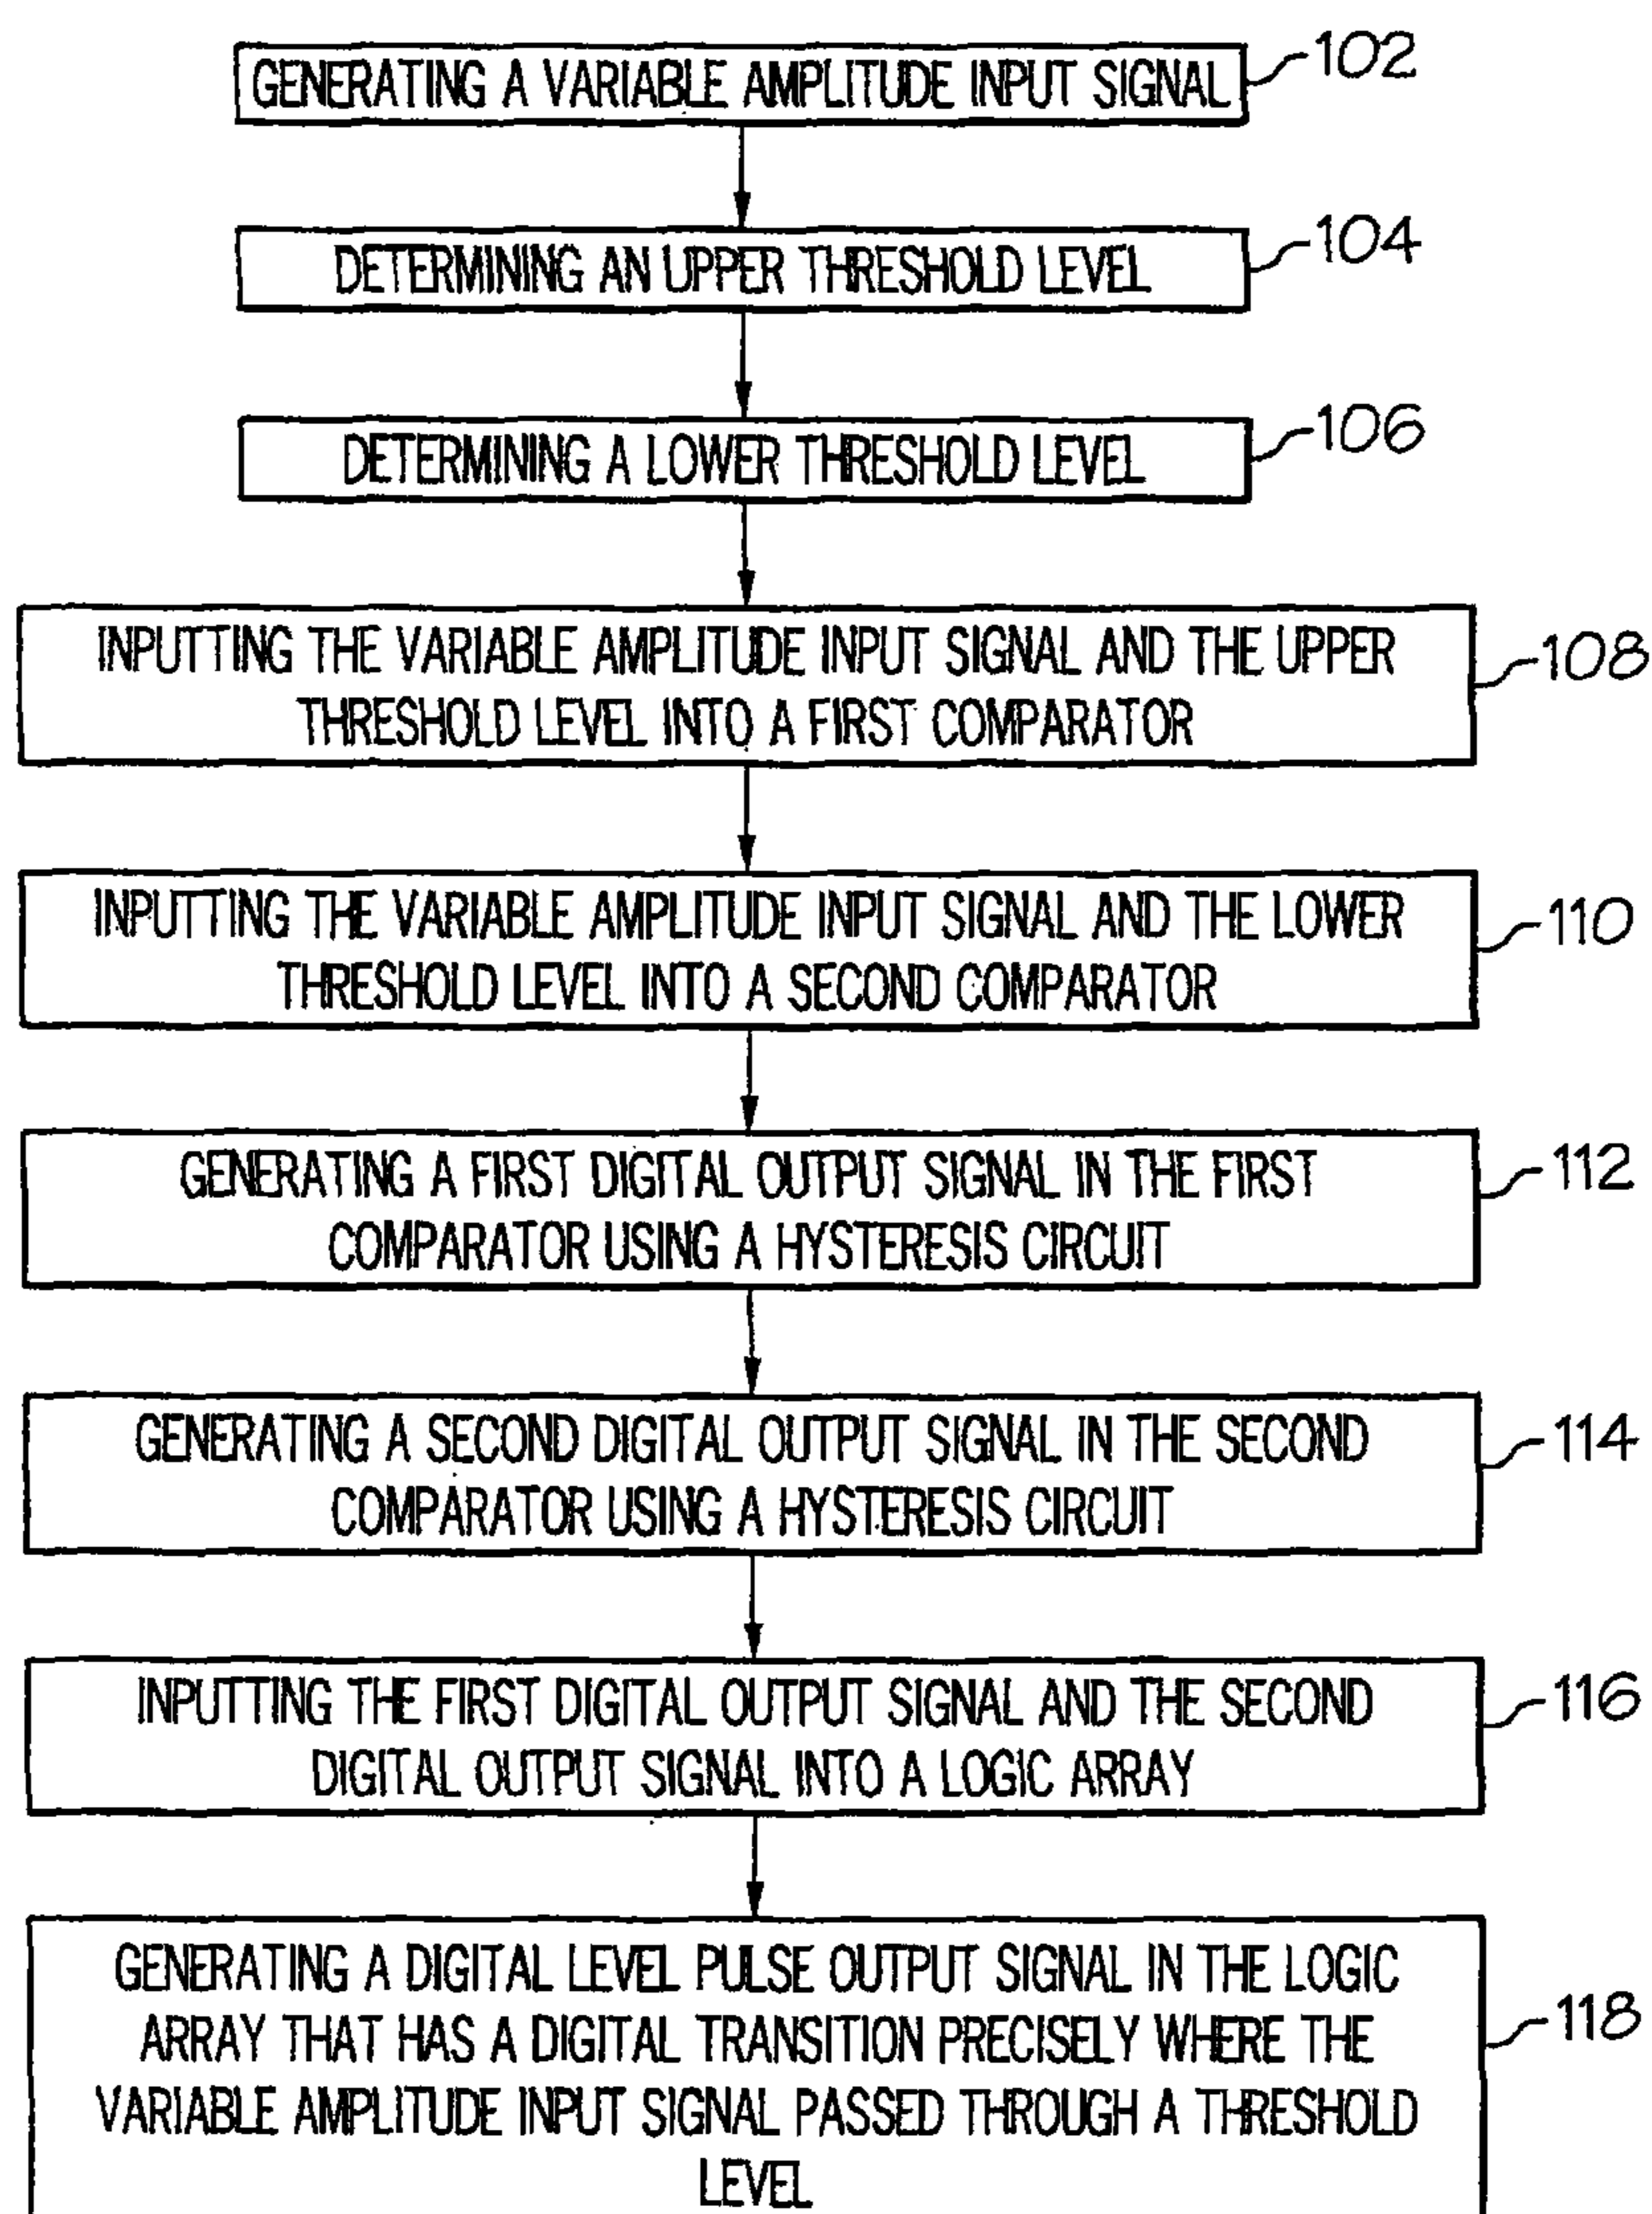 GENERATING A VARIABLE AMPLITUDE INPUT SIGNAL
102
DETERMINING AN UPPER THRESHOLD LEVEL
104
DETERMINING A LOWER THRESHOLD LEVEL
106
INPUTTING THE VARIABLE AMPLITUDE INPUT SIGNAL AND THE UPPER
THRESHOLD LEVEL INTO A FIRST COMPARATOR
108
INPUTTING THE VARIABLE AMPLITUDE INPUT SIGNAL AND THE LOWER
THRESHOLD LEVEL INTO A SECOND COMPARATOR
110
GENERATING A FIRST DIGITAL OUTPUT SIGNAL IN THE FIRST
COMPARATOR USING A HYSTERESIS CIRCUIT
112
GENERATING A SECOND DIGITAL OUTPUT SIGNAL IN THE SECOND
COMPARATOR USING A HYSTERESIS CIRCUIT
114
INPUTTING THE FIRST DIGITAL OUTPUT SIGNAL AND THE SECOND
DIGITAL OUTPUT SIGNAL INTO A LOGIC ARRAY
116
GENERATING A DIGITAL LEVEL PULSE OUTPUT SIGNAL IN THE LOGIC
ARRAY THAT HAS A DIGITAL TRANSITION PRECISELY WHERE THE
VARIABLE AMPLITUDE INPUT SIGNAL PASSED THROUGH A THRESHOLD
LEVEL
118